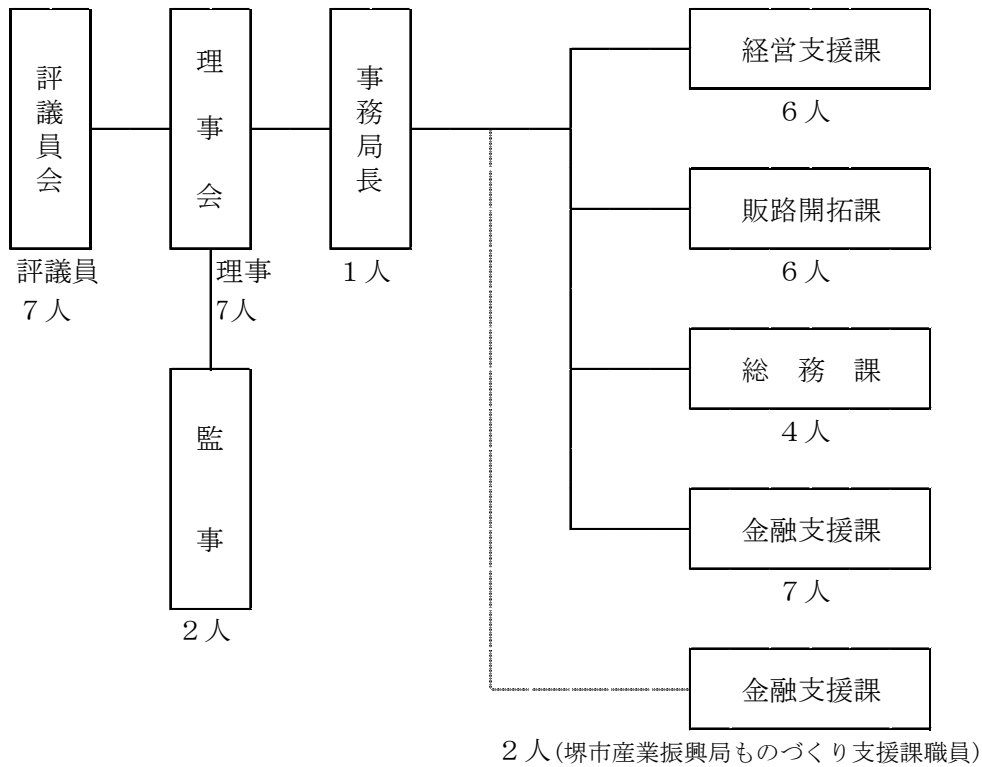 評議員会
評議員
７人
理事会
理事
7人
監事
２人
事務局長
１人
経営支援課
６人
販路開拓課
６人
総　務　課
４人
金融支援課
７人
金融支援課
２人(堺市産業振興局ものづくり支援課職員)